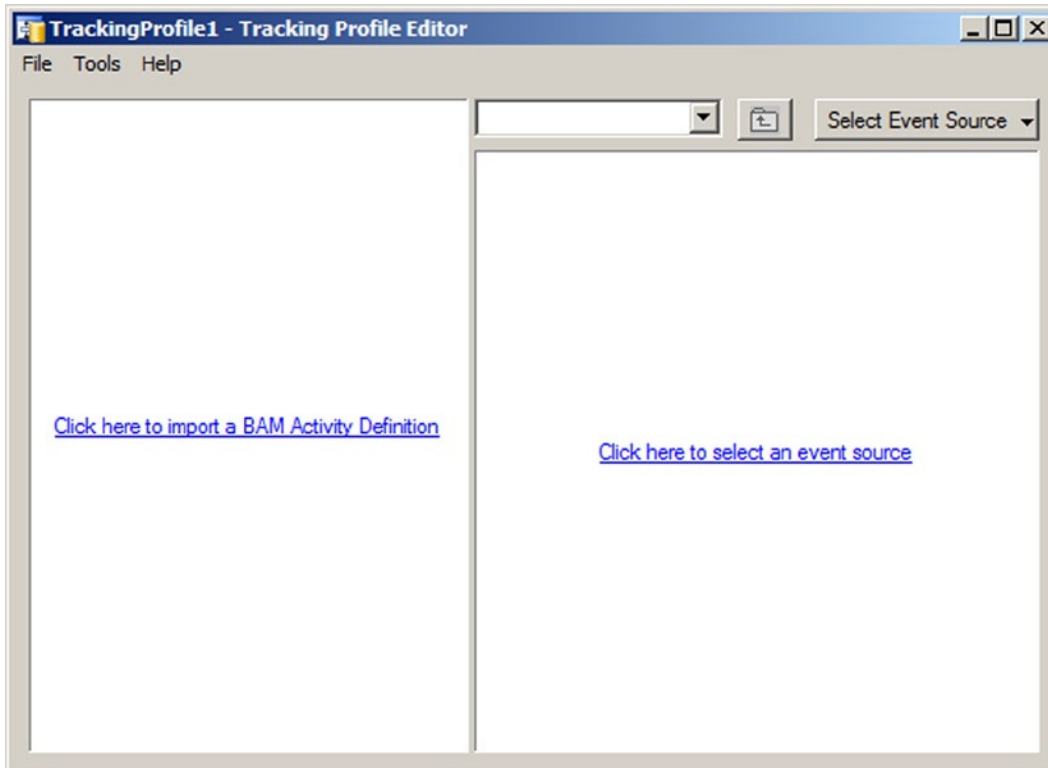 TrackingProfile1 - Tracking Profile Editor
File Tools Help
Select Event Source
Click here to import a BAM Activity Definition
Click here to select an event source